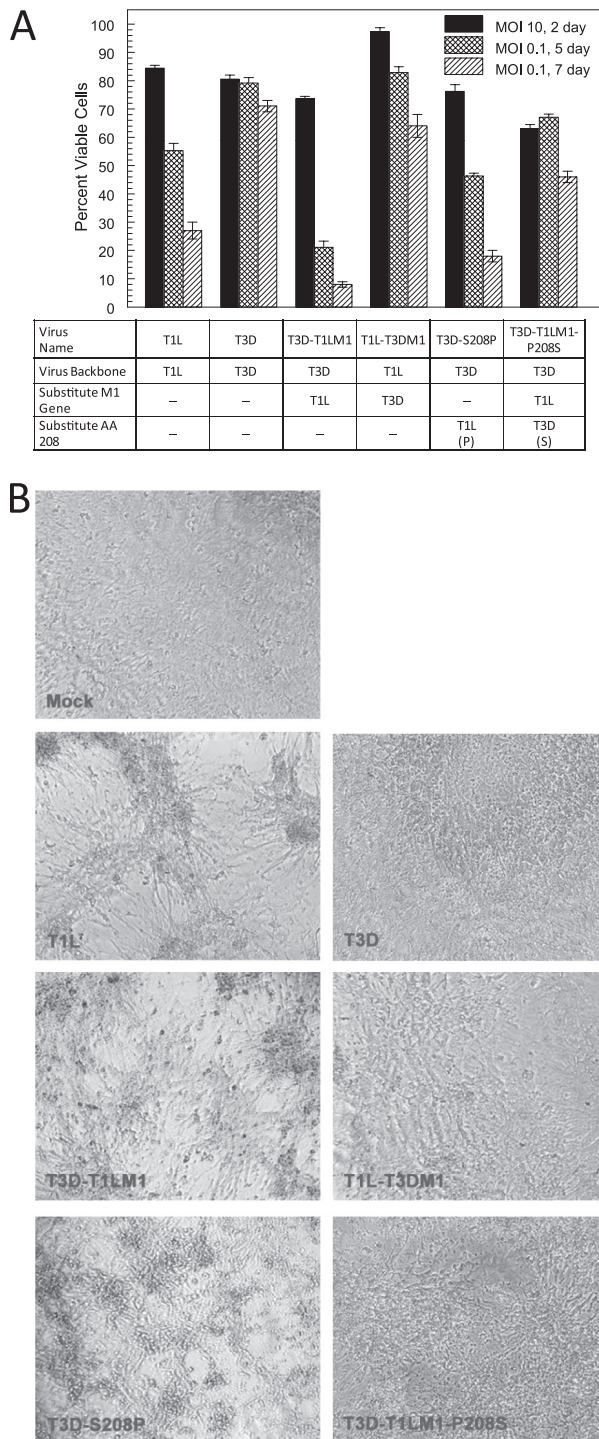 A
MOI 10, 2 day
MOI 0.1, 5 day
MOI 0.1, 7 day
Percent Viable Cells
100
90
80
70
60
50
40
30
20
10
0
Virus Name T1L T3D T3D-T1LM1 T1L-T3DM1 T3D-S208P T3D-T1LM1-P208S
Virus Backbone T1L T3D T3D T1L T3D T3D
Substitute M1 Gene – – T1L T3D – T1L
Substitute AA 208 – – – – T1L (P) T3D (S)
B
Mock
T1L
T3D
T3D-T1LM1
T1L-T3DM1
T3D-S208P
T3D-T1LM1-P208S